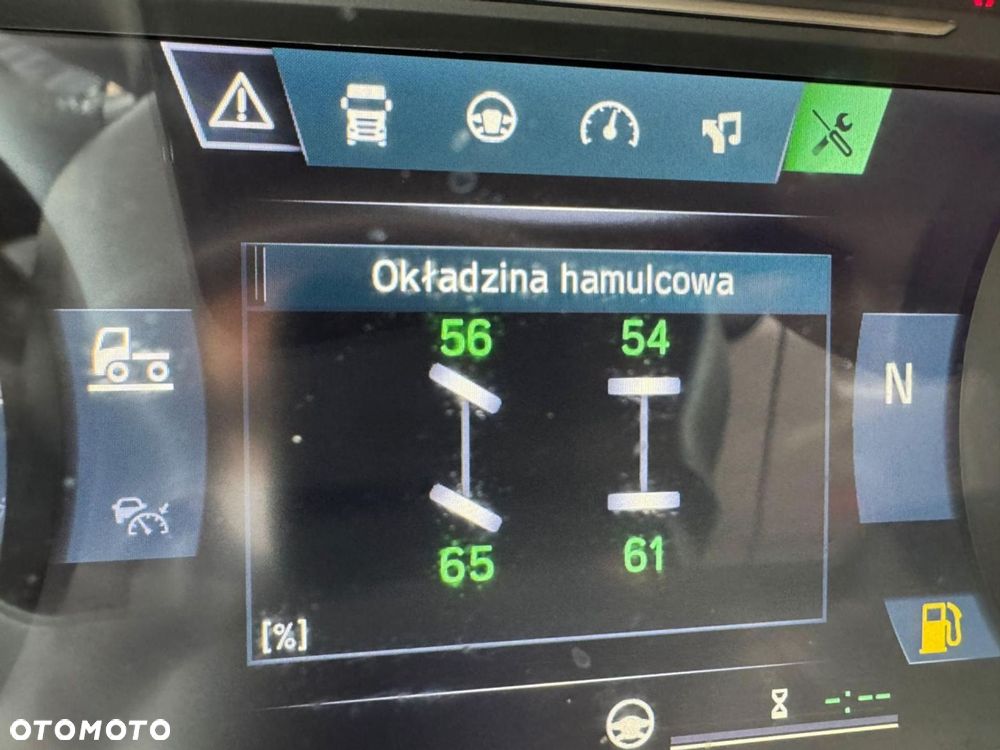 Okładzina hamulcowa
56 54
N
65 61
[%]
-:--
OTOMOTO